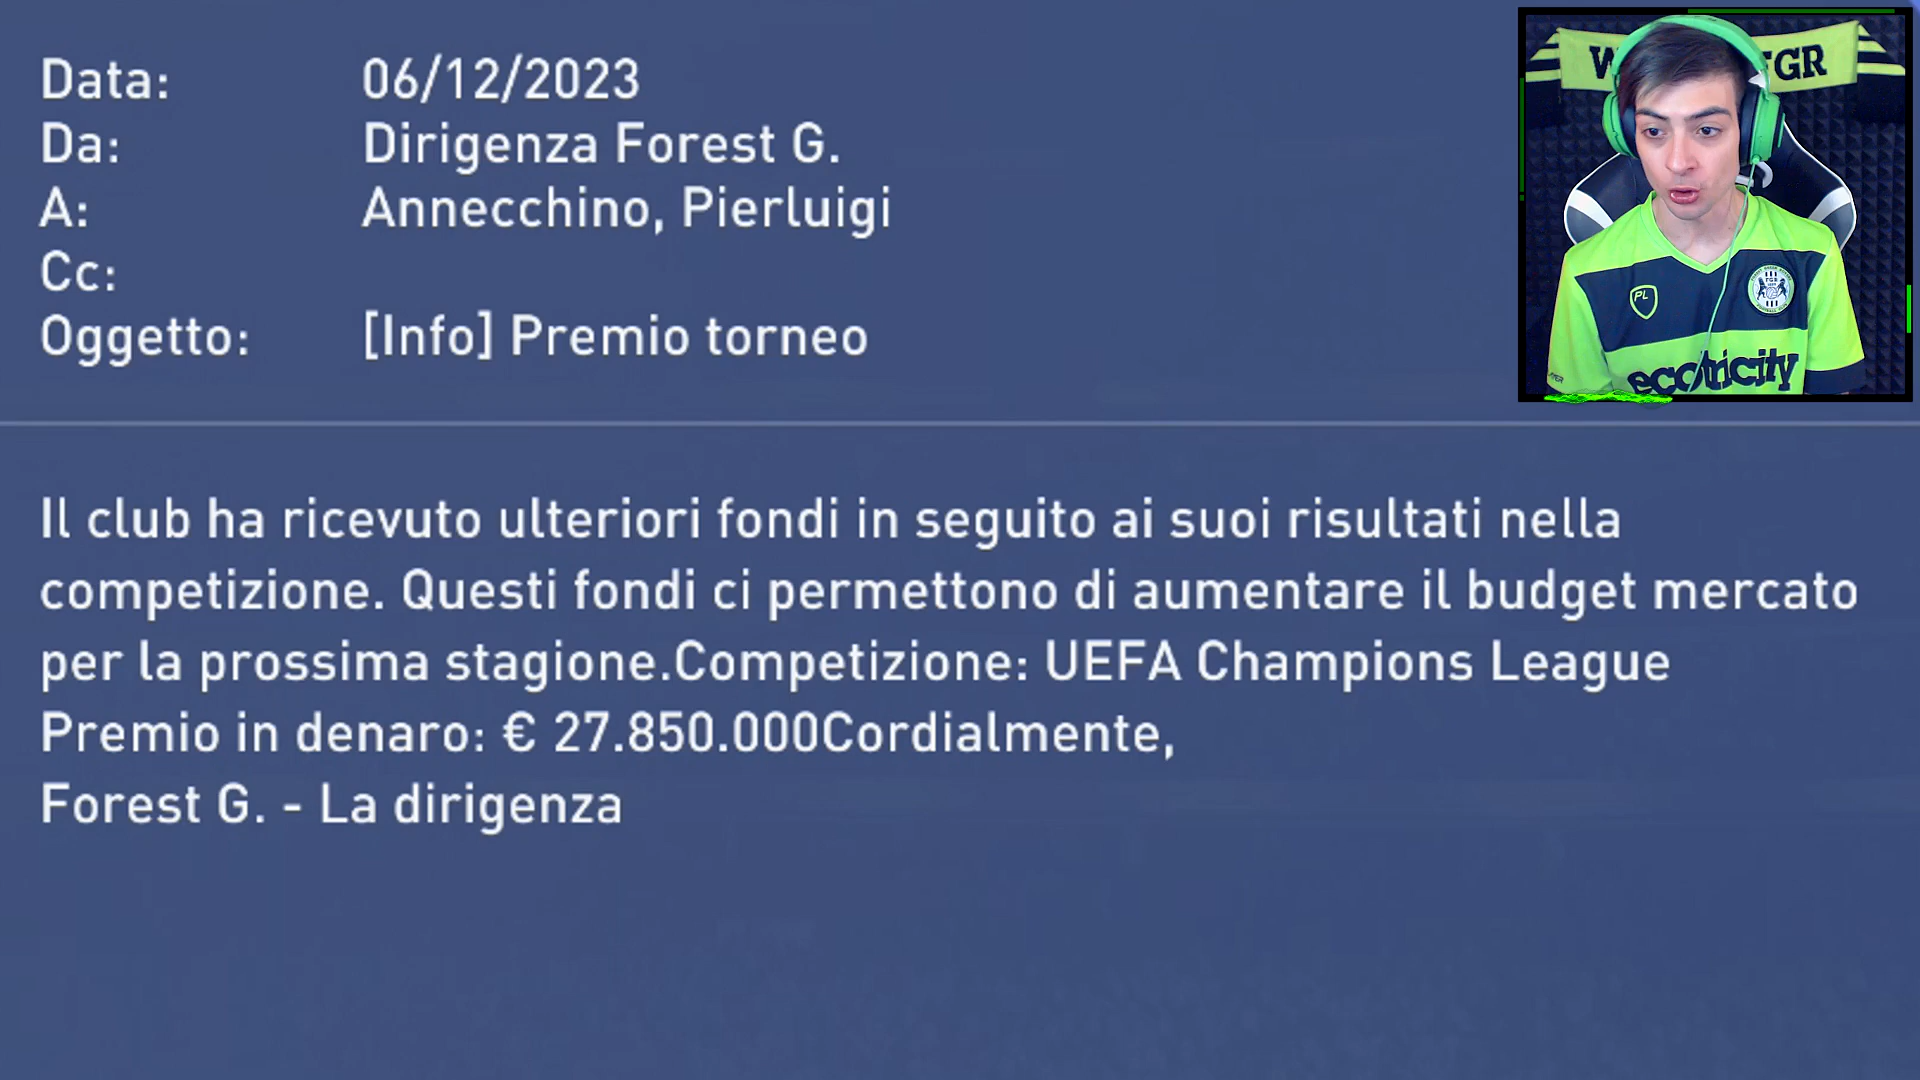 Data: 06/12/2023
Da: Dirigenza Forest G.
A: Annecchino, Pierluigi
Cc:
Oggetto: [Info] Premio torneo
Il club ha ricevuto ulteriori fondi in seguito ai suoi risultati nella
competizione. Questi fondi ci permettono di aumentare il budget mercato
per la prossima stagione.Competizione: UEFA Champions League
Premio in denaro: € 27.850.000Cordialmente,
Forest G. - La dirigenza
FGR
PL
FGR
ecotricity